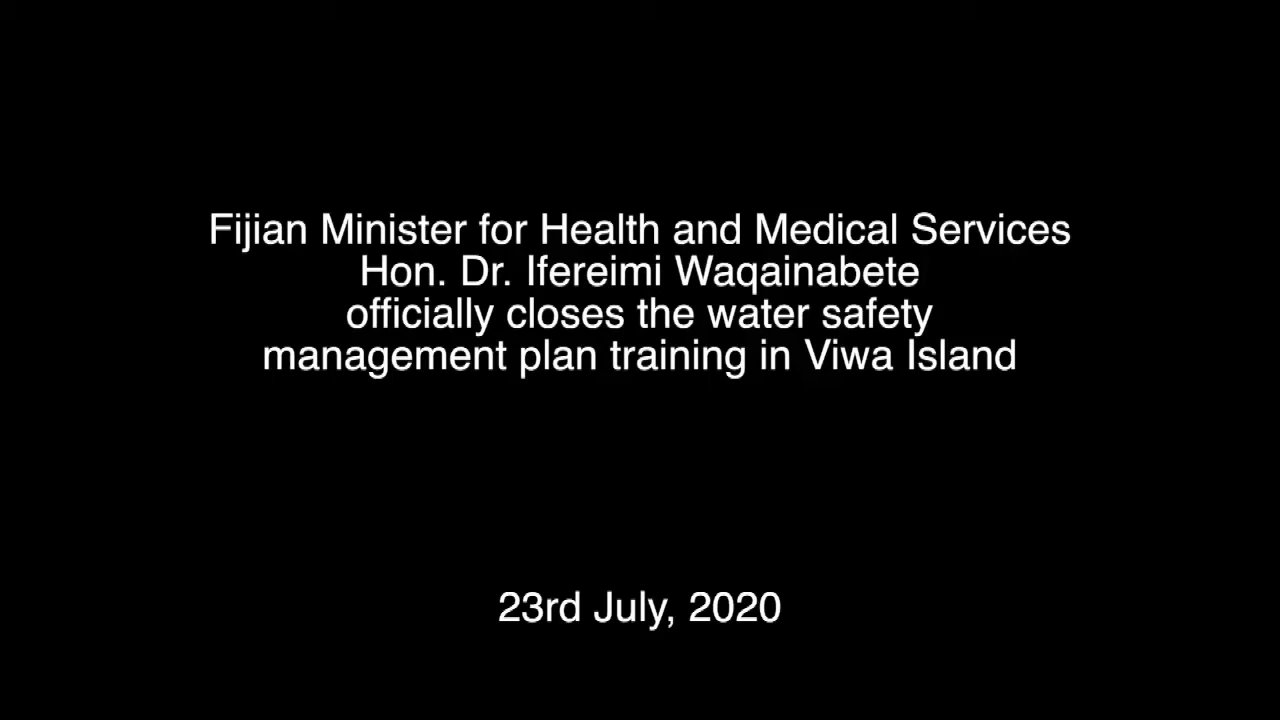 Fijian Minister for Health and Medical Services
Hon. Dr. Ifereimi Waqainabete
officially closes the water safety
management plan training in Viwa Island
23rd July, 2020